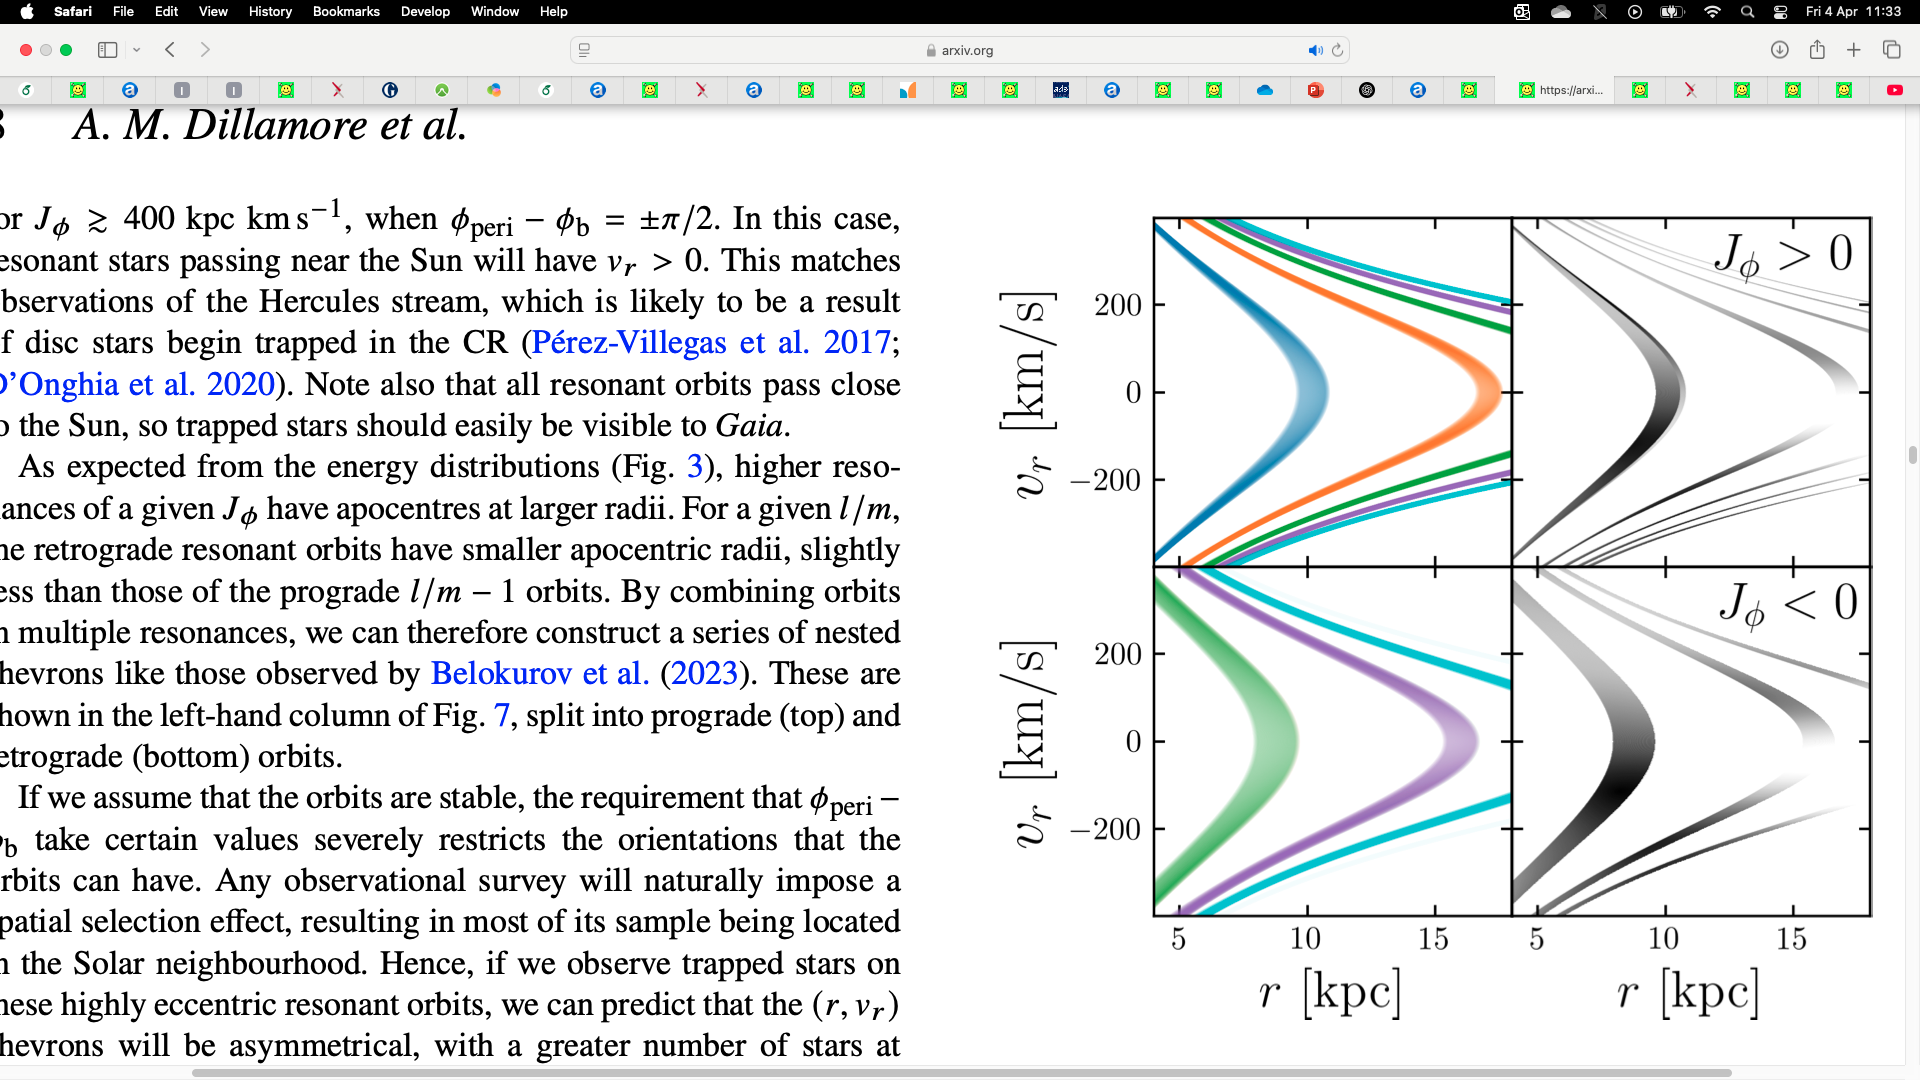 Safari File Edit View History Bookmarks Develop Window Help Fri 4 Apr 11:33
arxiv.org
https://arxi...
A. M. Dillamore et al.
or Jϕ ≳ 400 kpc km s−1, when ϕperi − ϕb = ±π/2. In this case,
esonant stars passing near the Sun will have vr > 0. This matches
bservations of the Hercules stream, which is likely to be a result
f disc stars begin trapped in the CR (Pérez-Villegas et al. 2017;
D’Onghia et al. 2020). Note also that all resonant orbits pass close
o the Sun, so trapped stars should easily be visible to Gaia.
As expected from the energy distributions (Fig. 3), higher reso-
ances of a given Jϕ have apocentres at larger radii. For a given l/m,
he retrograde resonant orbits have smaller apocentric radii, slightly
ess than those of the prograde l/m − 1 orbits. By combining orbits
n multiple resonances, we can therefore construct a series of nested
hevrons like those observed by Belokurov et al. (2023). These are
hown in the left-hand column of Fig. 7, split into prograde (top) and
etrograde (bottom) orbits.
If we assume that the orbits are stable, the requirement that ϕperi −
ϕb take certain values severely restricts the orientations that the
rbits can have. Any observational survey will naturally impose a
patial selection effect, resulting in most of its sample being located
n the Solar neighbourhood. Hence, if we observe trapped stars on
hese highly eccentric resonant orbits, we can predict that the (r, vr)
hevrons will be asymmetrical, with a greater number of stars at
Jϕ > 0
vr [km/s]
200
0
−200
Jϕ < 0
vr [km/s]
200
0
−200
5 10 15 5 10 15
r [kpc] r [kpc]